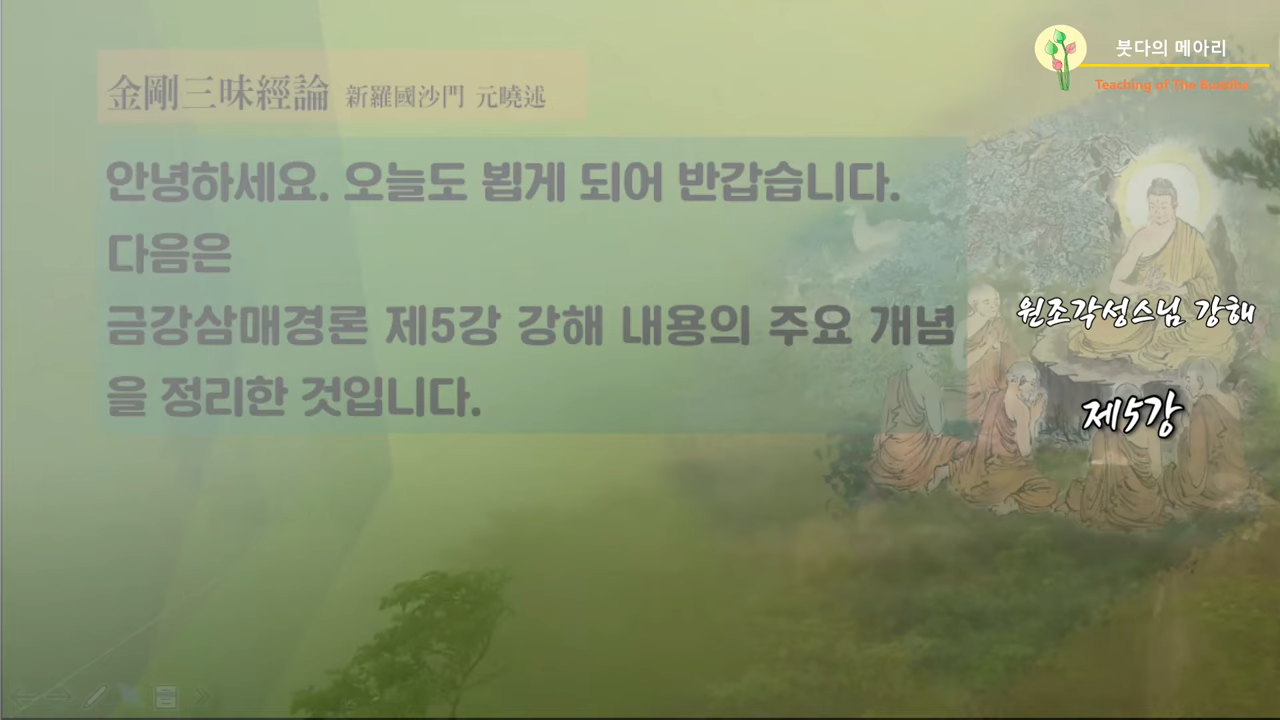 붓다의 메아리
Teaching of The Buddha
金剛三昧經論 新羅國沙門 元曉述
안녕하세요. 오늘도 뵙게 되어 반갑습니다.
다음은
금강삼매경론 제5강 강해 내용의 주요 개념
을 정리한 것입니다.
원조각성스님 강해
제5강